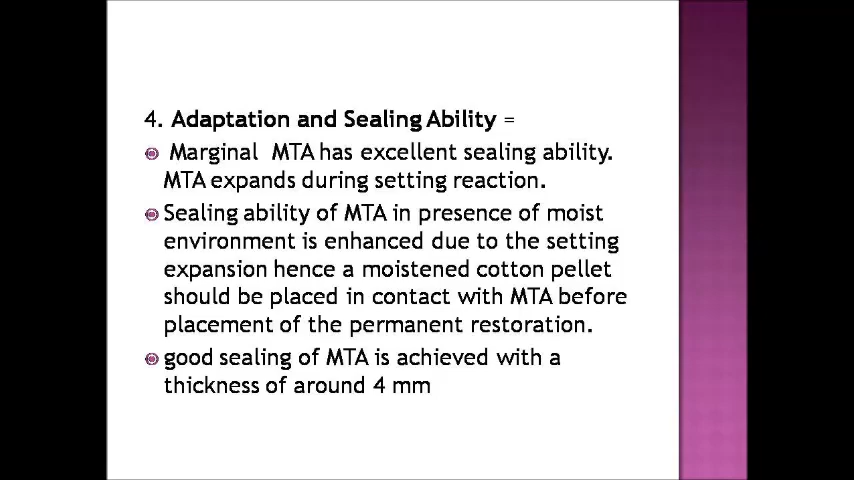 4. Adaptation and Sealing Ability =
Marginal MTA has excellent sealing ability.
MTA expands during setting reaction.
Sealing ability of MTA in presence of moist
environment is enhanced due to the setting
expansion hence a moistened cotton pellet
should be placed in contact with MTA before
placement of the permanent restoration.
good sealing of MTA is achieved with a
thickness of around 4 mm